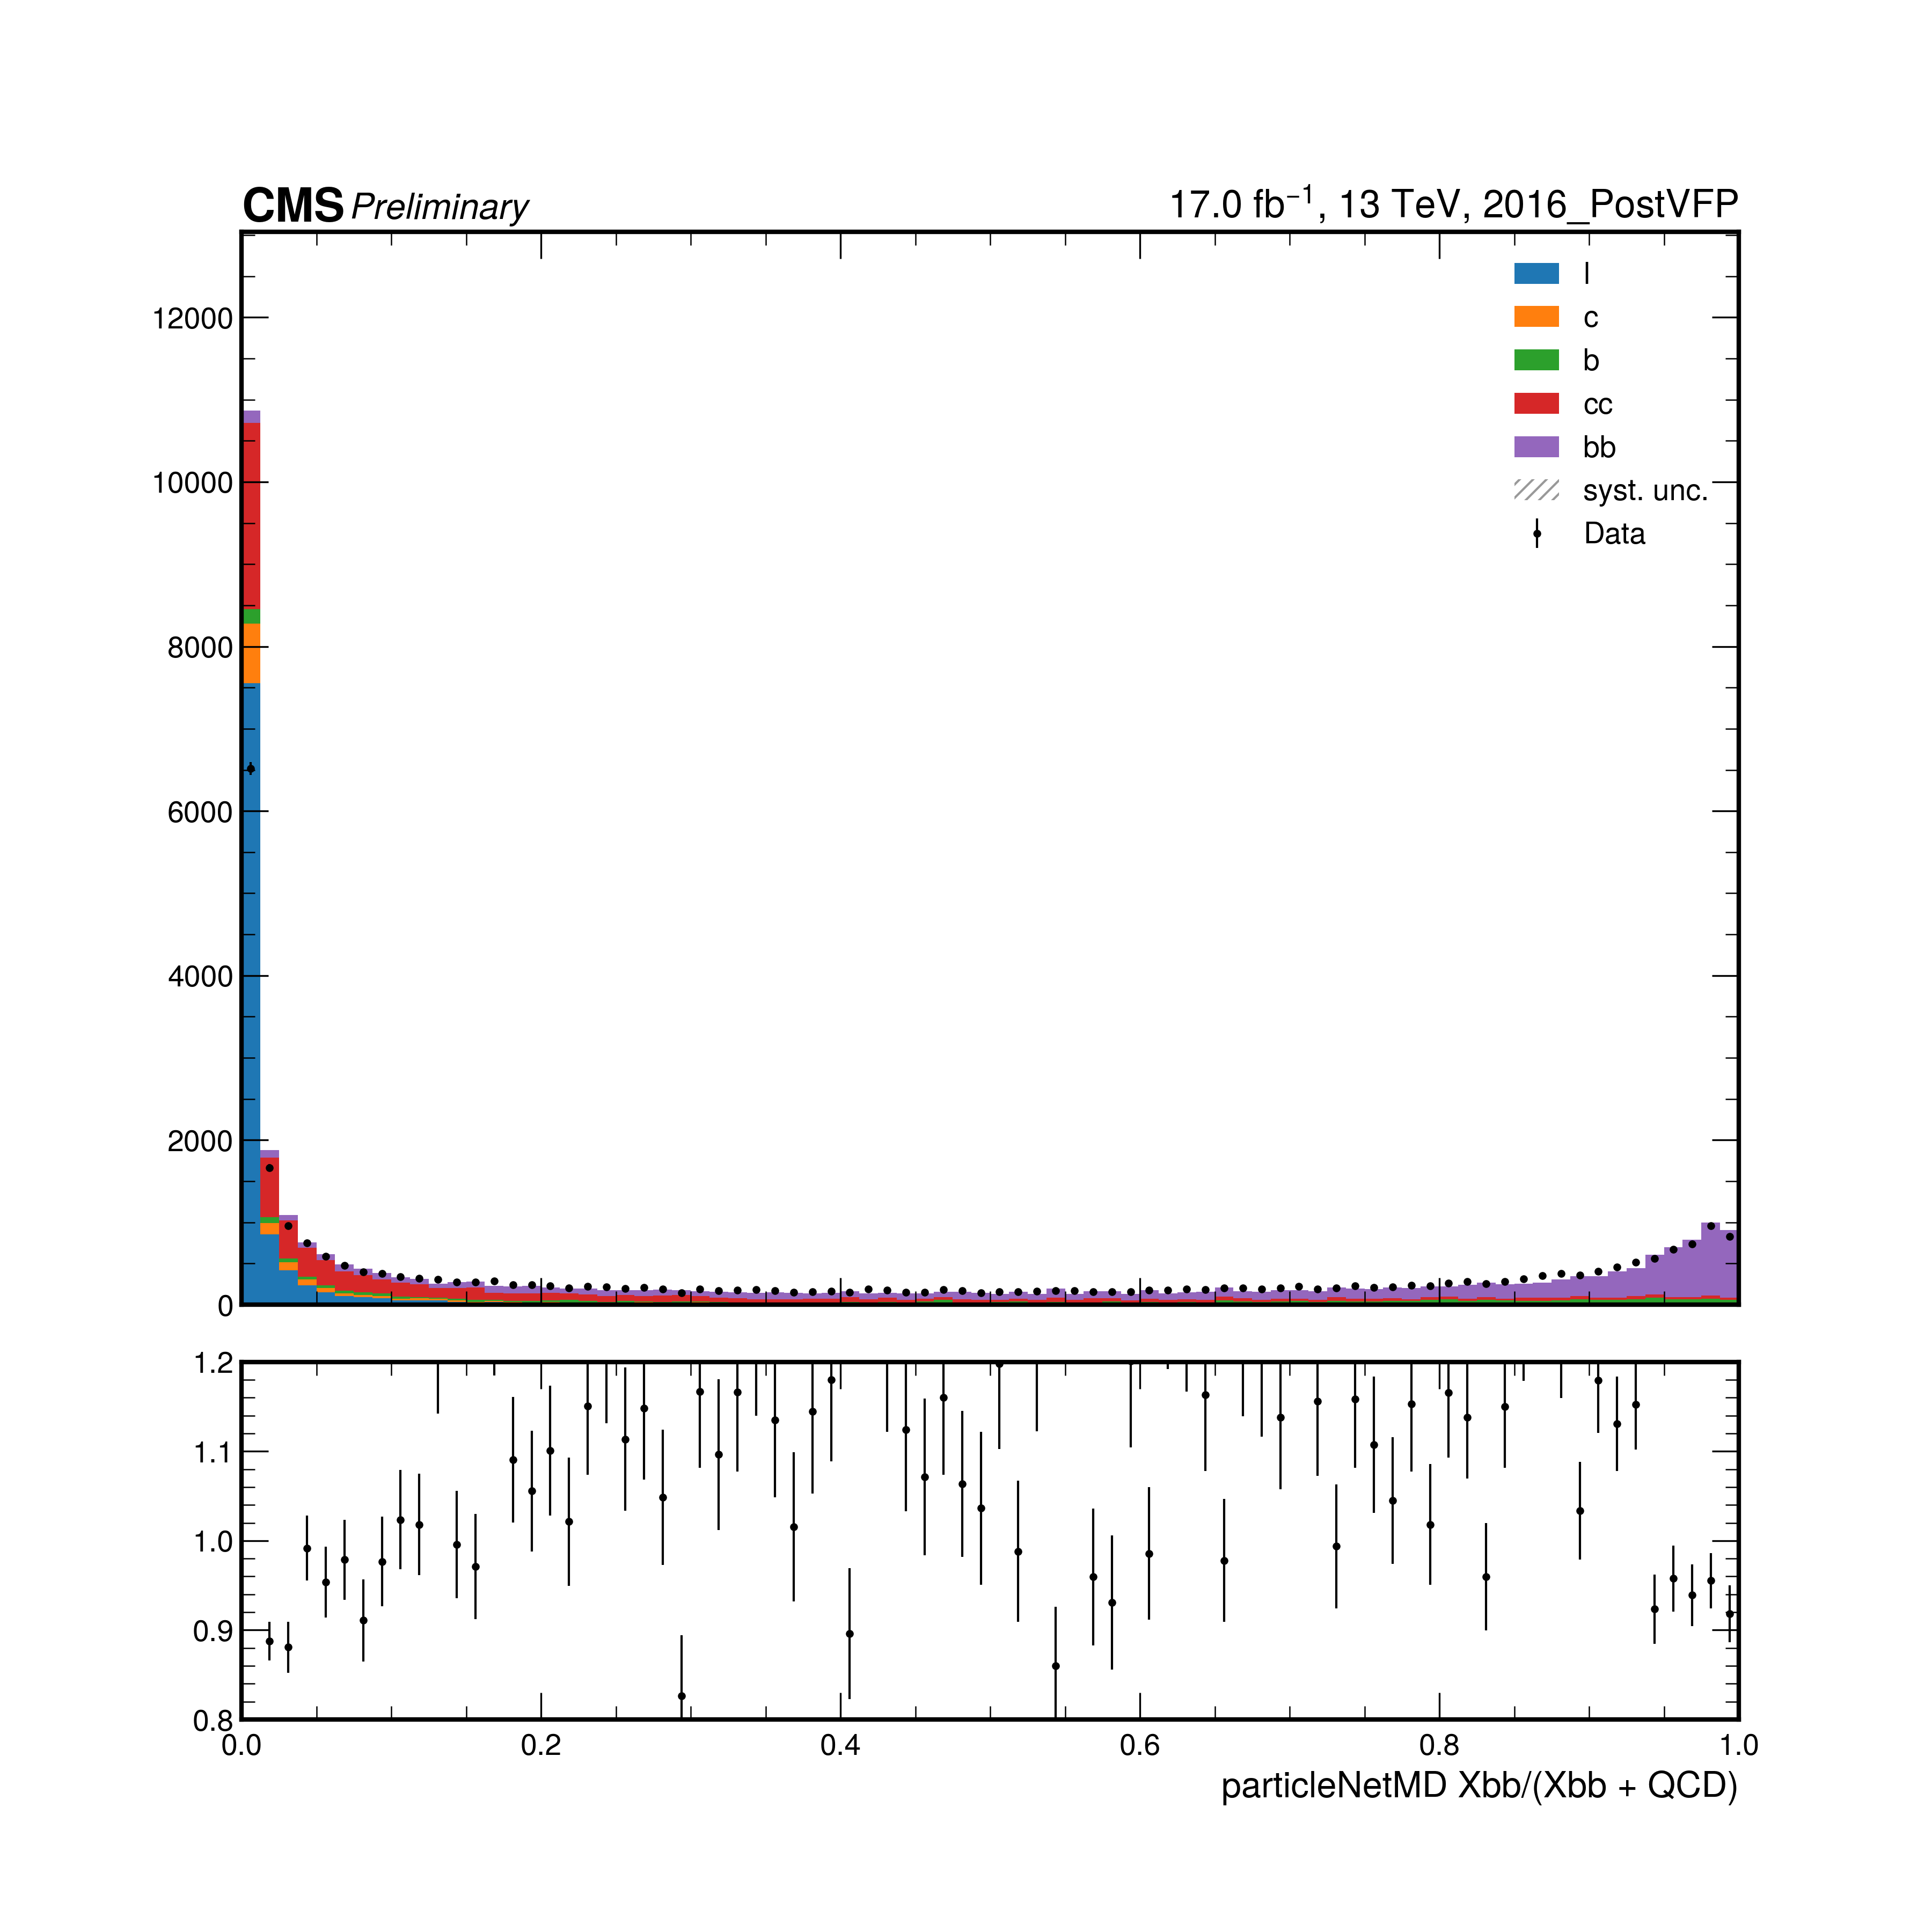 CMS Preliminary
17.0 fb⁻¹, 13 TeV, 2016_PostVFP
l
c
b
cc
bb
syst. unc.
Data
12000
10000
8000
6000
4000
2000
0
1.2
1.1
1.0
0.9
0.8
0.0 0.2 0.4 0.6 0.8 1.0
particleNetMD Xbb/(Xbb + QCD)